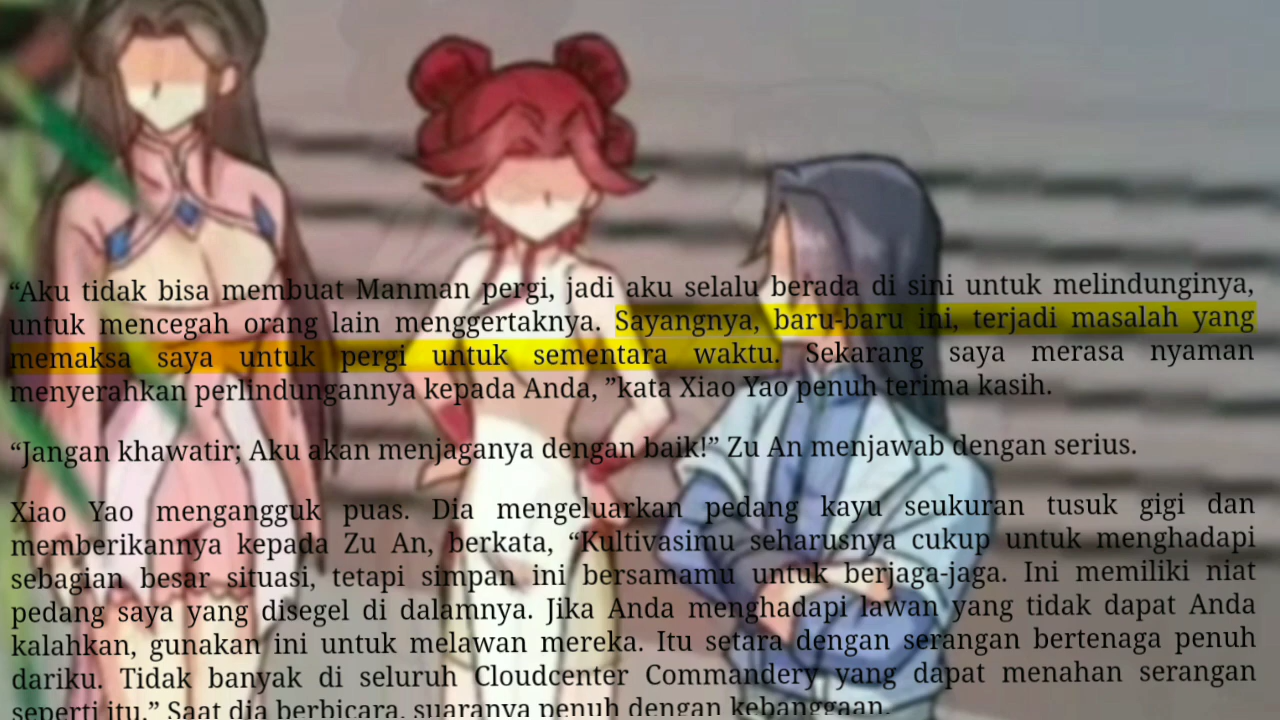 “Aku tidak bisa membuat Manman pergi, jadi aku selalu berada di sini untuk melindunginya,
untuk mencegah orang lain menggertaknya. Sayangnya, baru-baru ini, terjadi masalah yang
memaksa saya untuk pergi untuk sementara waktu. Sekarang saya merasa nyaman
menyerahkan perlindungannya kepada Anda, ”kata Xiao Yao penuh terima kasih.
“Jangan khawatir; Aku akan menjaganya dengan baik!” Zu An menjawab dengan serius.
Xiao Yao mengangguk puas. Dia mengeluarkan pedang kayu seukuran tusuk gigi dan
memberikannya kepada Zu An, berkata, “Kultivasimu seharusnya cukup untuk menghadapi
sebagian besar situasi, tetapi simpan ini bersamamu untuk berjaga-jaga. Ini memiliki niat
pedang saya yang disegel di dalamnya. Jika Anda menghadapi lawan yang tidak dapat Anda
kalahkan, gunakan ini untuk melawan mereka. Itu setara dengan serangan bertenaga penuh
dariku. Tidak banyak di seluruh Cloudcenter Commandery yang dapat menahan serangan
seperti itu.” Saat dia berbicara, suaranya penuh dengan kebanggaan.